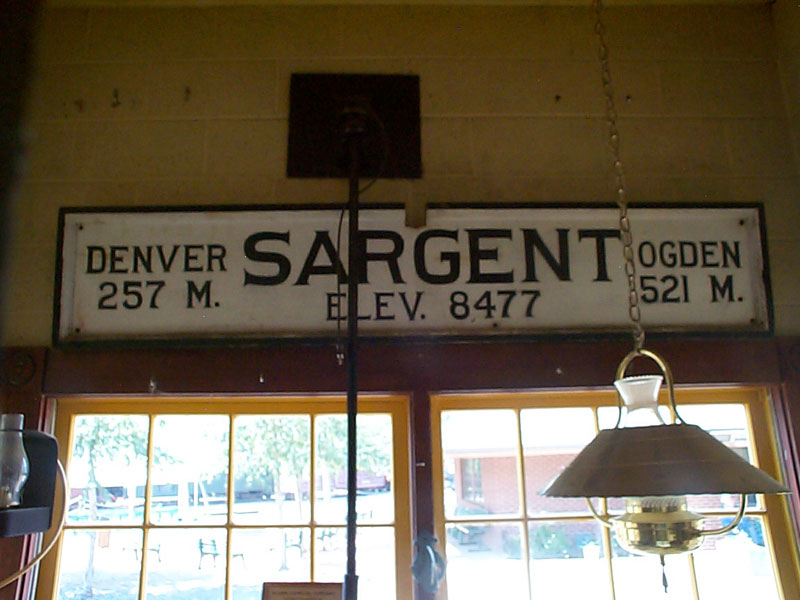 DENVER SARGENT OGDEN
257 M. ELEV. 8477 521 M.